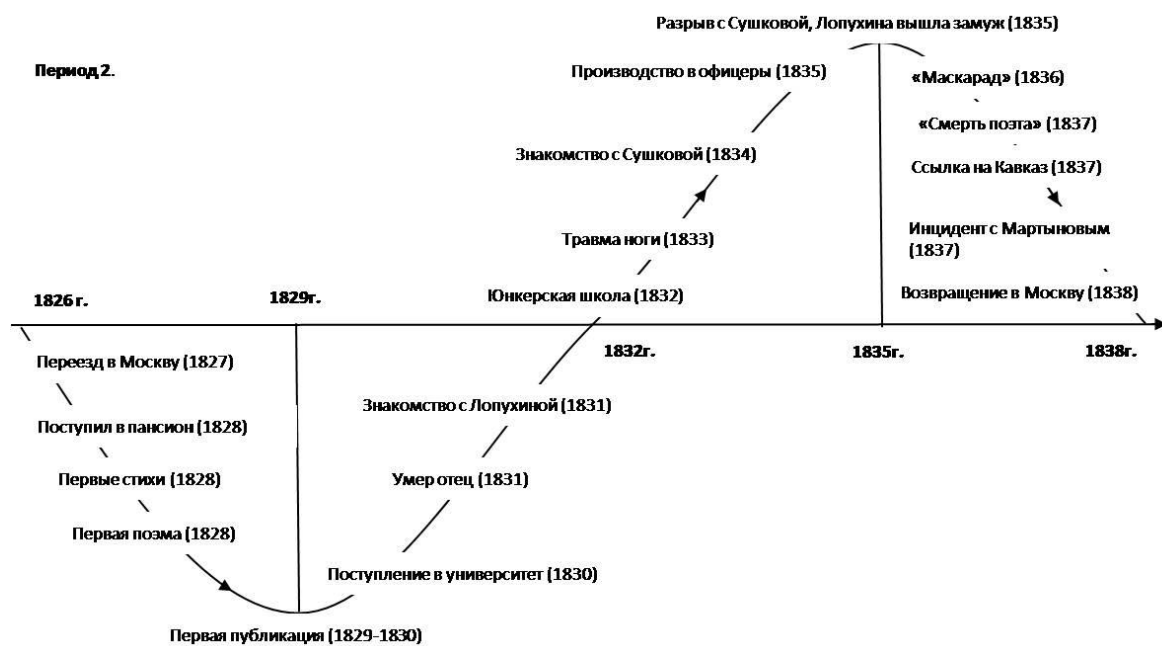 Разрыв с Сушковой, Лопухина вышла замуж (1835)
Период 2.
Производство в офицеры (1835)
«Маскарад» (1836)
«Смерть поэта» (1837)
Знакомство с Сушковой (1834)
Ссылка на Кавказ (1837)
Травма ноги (1833)
Инцидент с Мартыновым
(1837)
1826 г.
1829г.
Юнкерская школа (1832)
Возвращение в Москву (1838)
1832г.
1835г.
1838г.
Переезд в Москву (1827)
Знакомство с Лопухиной (1831)
Поступил в пансион (1828)
Первые стихи (1828)
Умер отец (1831)
Первая поэма (1828)
Поступление в университет (1830)
Первая публикация (1829-1830)